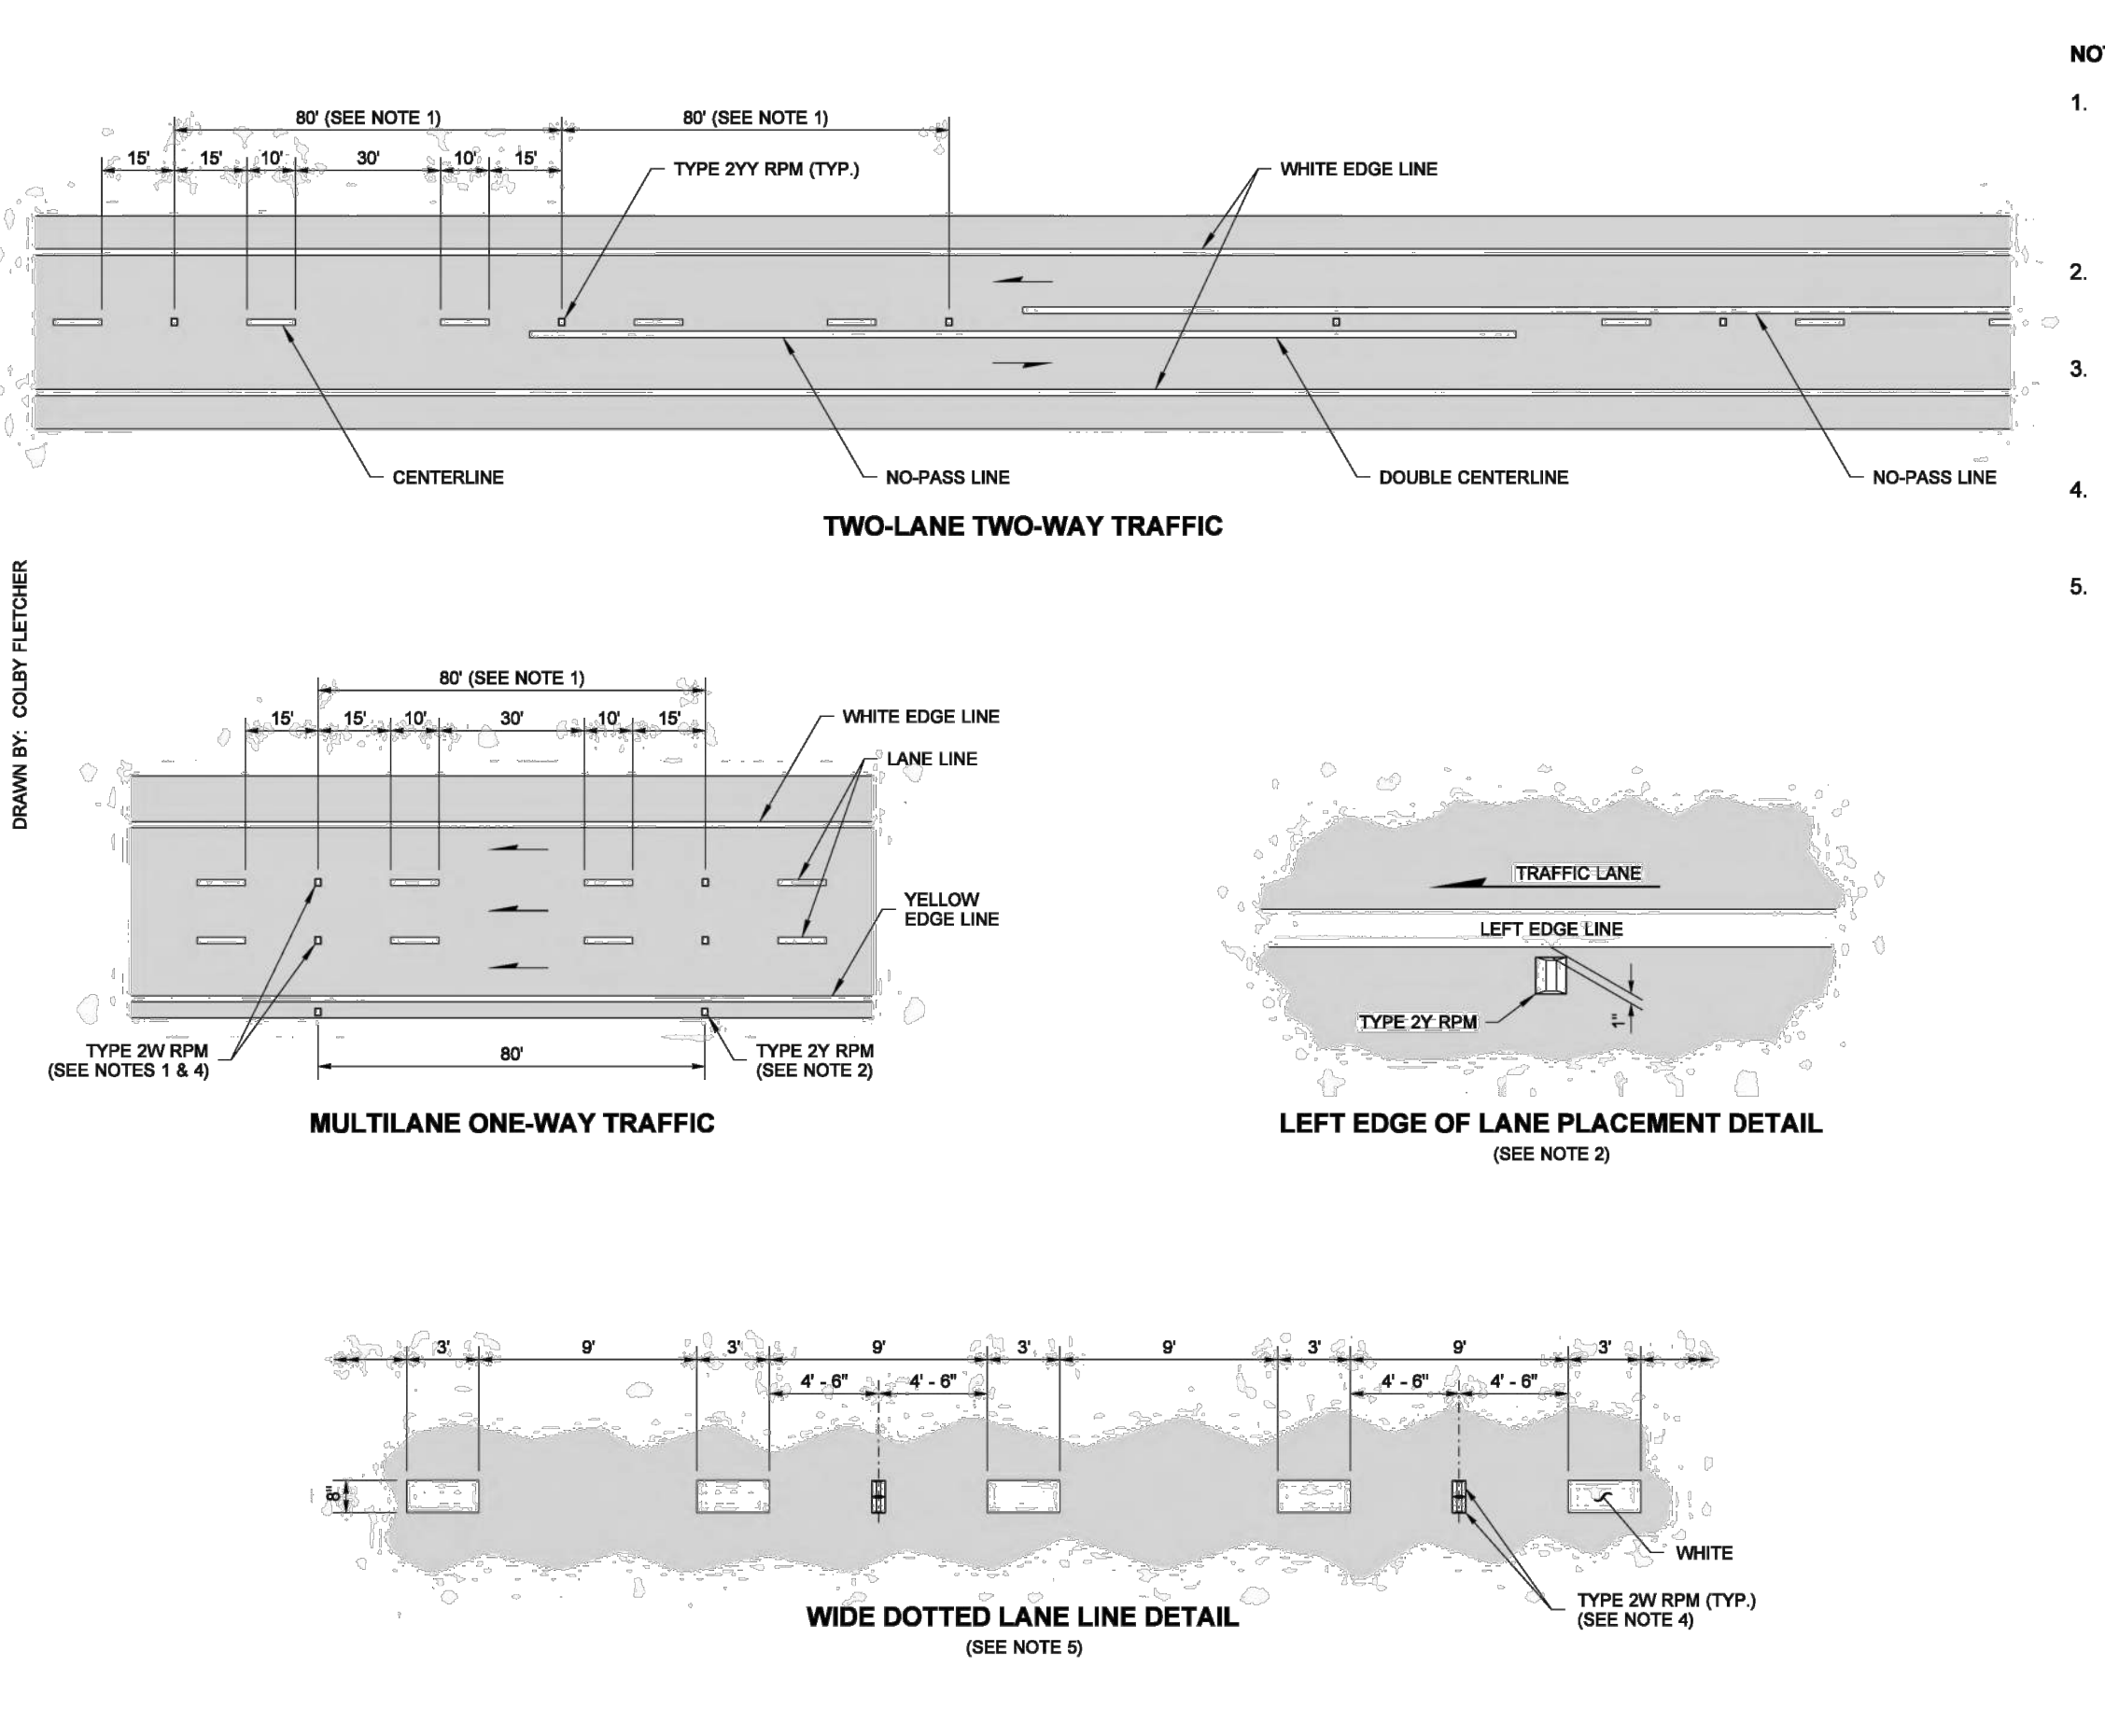 NOT
1.
80' (SEE NOTE 1)
80' (SEE NOTE 1)
15'
15'
10'
30'
10'
15'
TYPE 2YY RPM (TYP.)
WHITE EDGE LINE
2.
3.
CENTERLINE
NO-PASS LINE
DOUBLE CENTERLINE
NO-PASS LINE
4.
TWO-LANE TWO-WAY TRAFFIC
DRAWN BY: COLBY FLETCHER
5.
80' (SEE NOTE 1)
15'
15'
10'
30'
10'
15'
WHITE EDGE LINE
LANE LINE
YELLOW
EDGE LINE
TYPE 2W RPM
(SEE NOTES 1 & 4)
80'
TYPE 2Y RPM
(SEE NOTE 2)
MULTILANE ONE-WAY TRAFFIC
TRAFFIC LANE
LEFT EDGE LINE
TYPE 2Y RPM
1"
LEFT EDGE OF LANE PLACEMENT DETAIL
(SEE NOTE 2)
3'
9'
3'
9'
3'
9'
3'
9'
3'
4' - 6"
4' - 6"
4' - 6"
4' - 6"
8"
WHITE
TYPE 2W RPM (TYP.)
(SEE NOTE 4)
WIDE DOTTED LANE LINE DETAIL
(SEE NOTE 5)